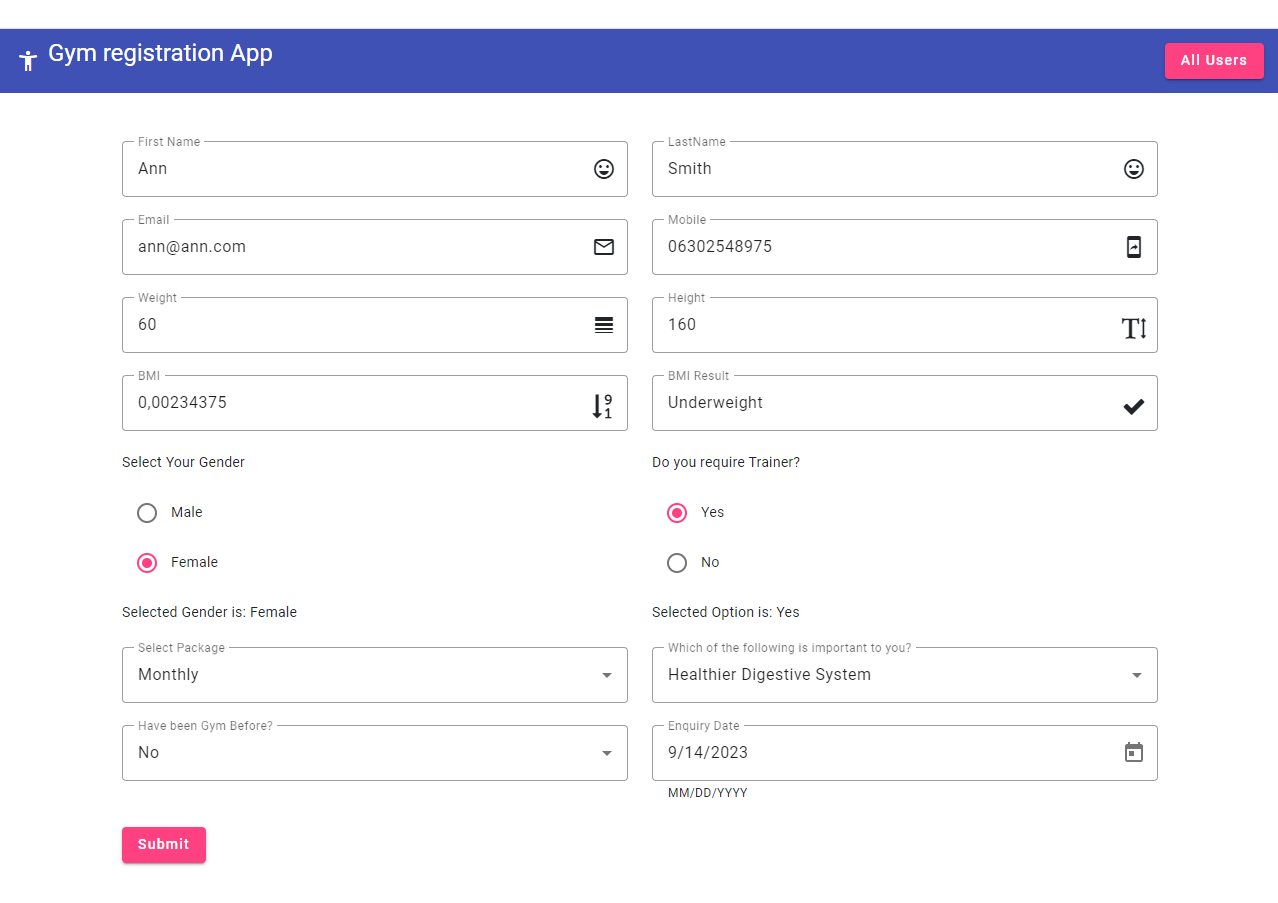 Gym registration App
All Users
First Name
LastName
Ann
Smith
Email
Mobile
ann@ann.com
06302548975
Weight
Height
60
160
BMI
BMI Result
0,00234375
Underweight
Select Your Gender
Do you require Trainer?
Male
Yes
Female
No
Selected Gender is: Female
Selected Option is: Yes
Select Package
Which of the following is important to you?
Monthly
Healthier Digestive System
Have been Gym Before?
Enquiry Date
No
9/14/2023
MM/DD/YYYY
Submit